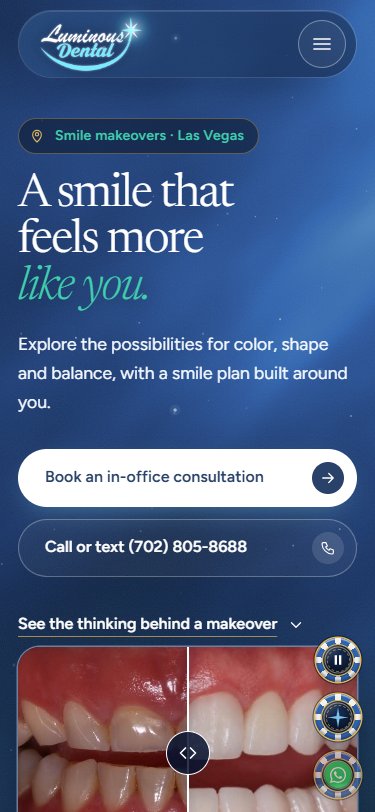 Luminous
Dental
Smile makeovers · Las Vegas
A smile that
feels more
like you.
Explore the possibilities for color, shape
and balance, with a smile plan built around
you.
Book an in-office consultation
Call or text (702) 805-8688
See the thinking behind a makeover